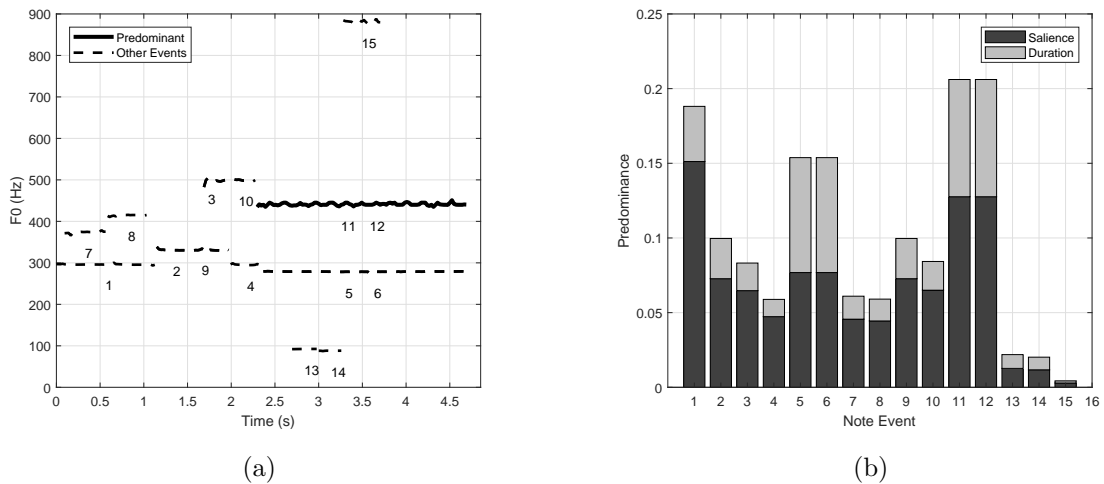 900
800
700
600
500
400
300
200
100
0
F0 (Hz)
Predominant
Other Events
15
3
10
11 12
7
8
1
2
9
4
5 6
13
14
0 0.5 1 1.5 2 2.5 3 3.5 4 4.5
Time (s)
(a)
0.25
0.2
0.15
0.1
0.05
0
Predominance
Salience
Duration
1 2 3 4 5 6 7 8 9 10 11 12 13 14 15 16
Note Event
(b)